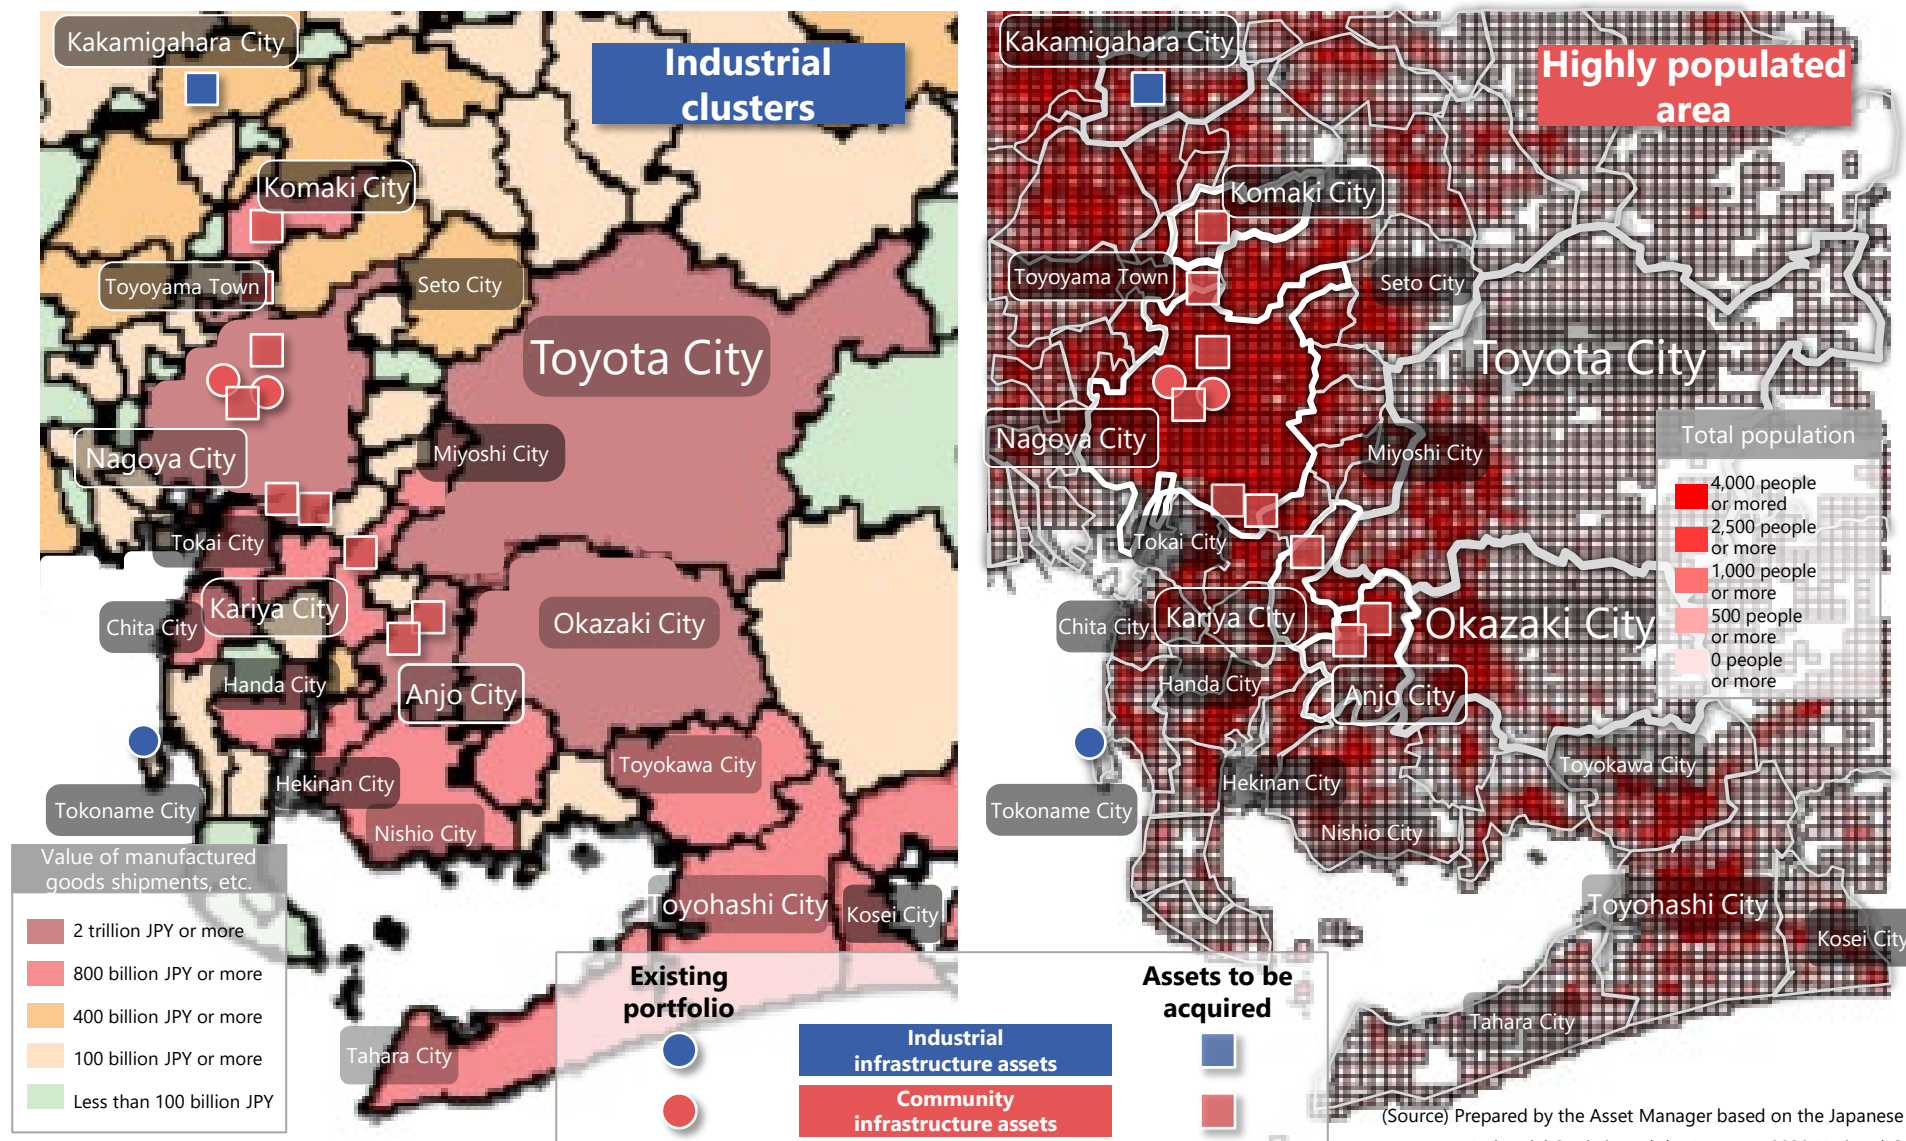 Kakamigahara City
Industrial
clusters
Komaki City
Toyoyama Town
Seto City
Toyota City
Nagoya City
Miyoshi City
Tokai City
Kariya City
Chita City
Okazaki City
Handa City
Anjo City
Toyokawa City
Hekinan City
Tokoname City
Nishio City
Toyohashi City
Kosei City
Tahara City
Value of manufactured
goods shipments, etc.
2 trillion JPY or more
800 billion JPY or more
400 billion JPY or more
100 billion JPY or more
Less than 100 billion JPY
Kakamigahara City
Highly populated
area
Komaki City
Toyoyama Town
Seto City
Toyota City
Nagoya City
Miyoshi City
Tokai City
Kariya City
Chita City
Okazaki City
Handa City
Anjo City
Toyokawa City
Hekinan City
Tokoname City
Nishio City
Toyohashi City
Kosei City
Tahara City
Total population
4,000 people
or mored
2,500 people
or more
1,000 people
or more
500 people
or more
0 people
or more
Existing
portfolio
Assets to be
acquired
Industrial
infrastructure assets
Community
infrastructure assets
(Source) Prepared by the Asset Manager based on the Japanese